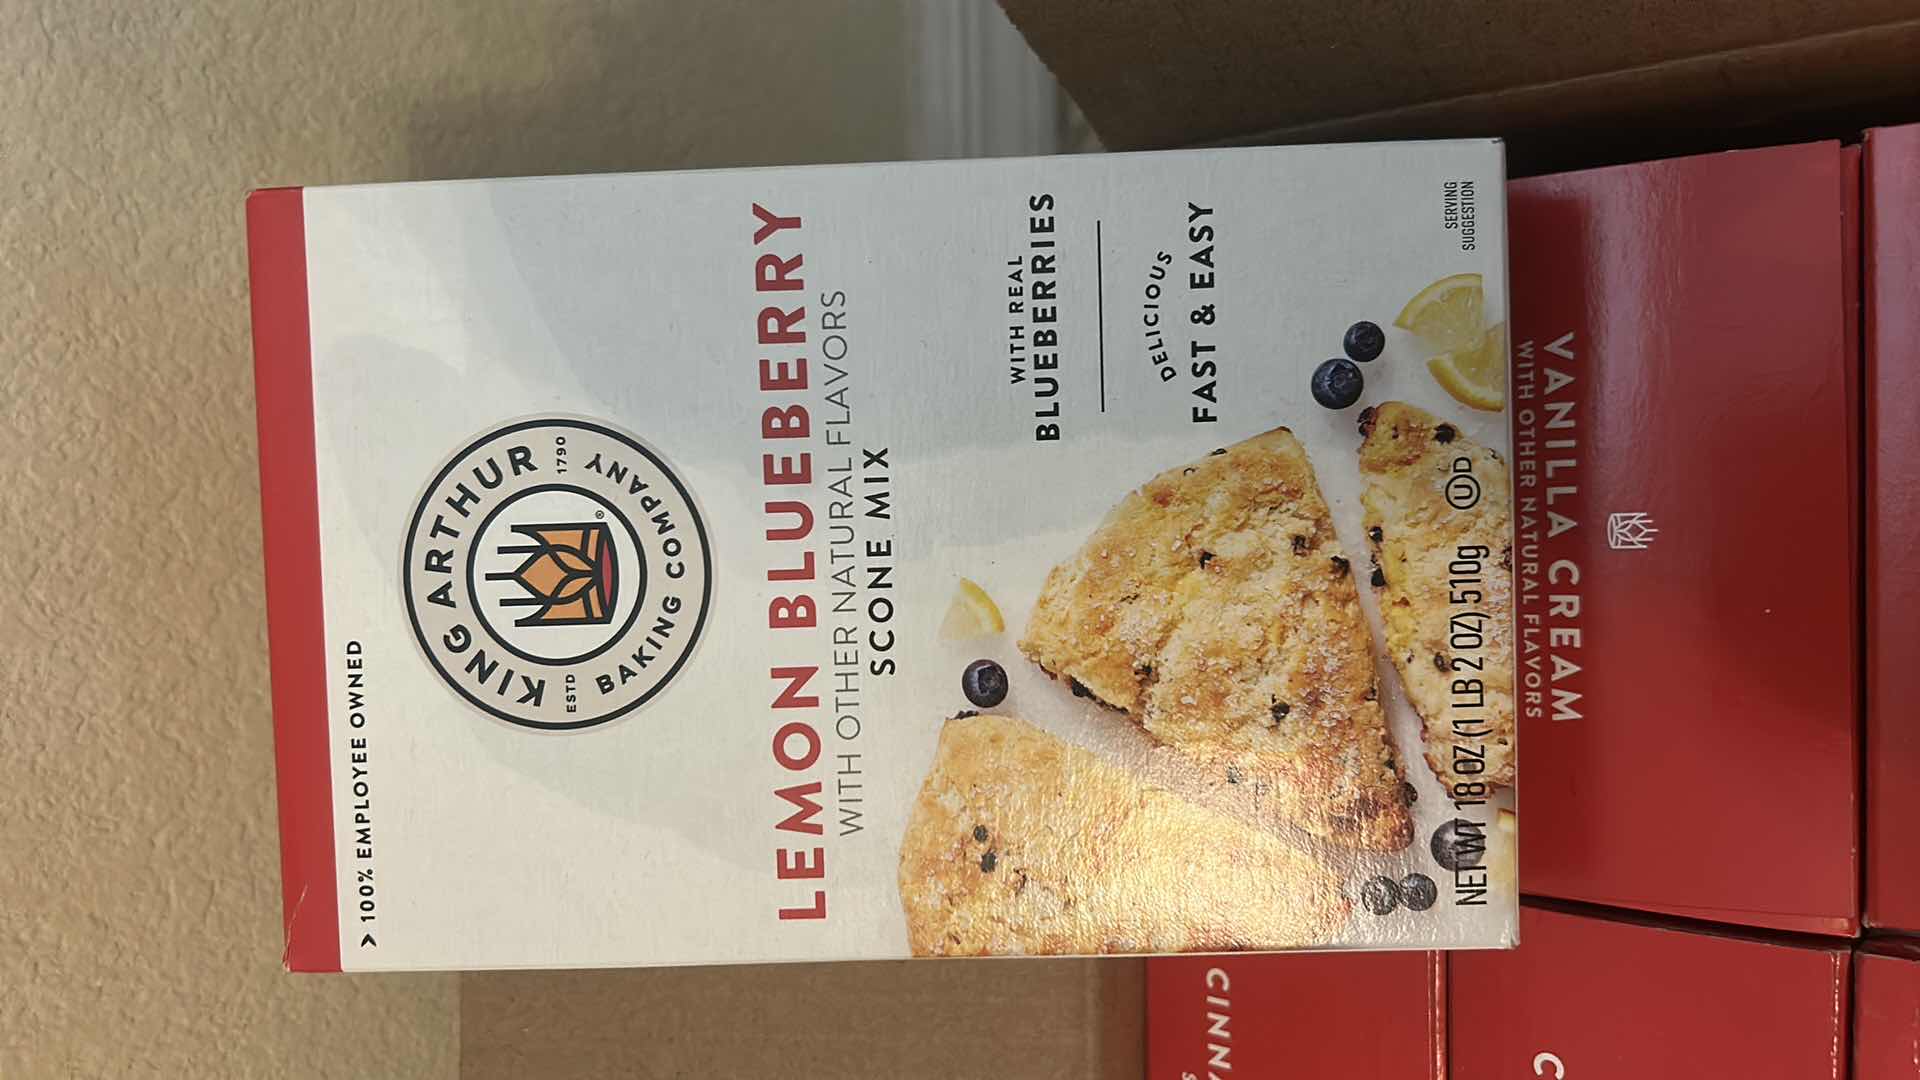 > 100% EMPLOYEE OWNED
KING ARTHUR
ESTD 1790
BAKING COMPANY
®
LEMON BLUEBERRY
WITH OTHER NATURAL FLAVORS
SCONE MIX
WITH REAL
BLUEBERRIES
DELICIOUS
FAST & EASY
NET WT 18 OZ (1 LB 2 OZ) 510g
U D
SERVING
SUGGESTION
VANILLA CREAM
WITH OTHER NATURAL FLAVORS